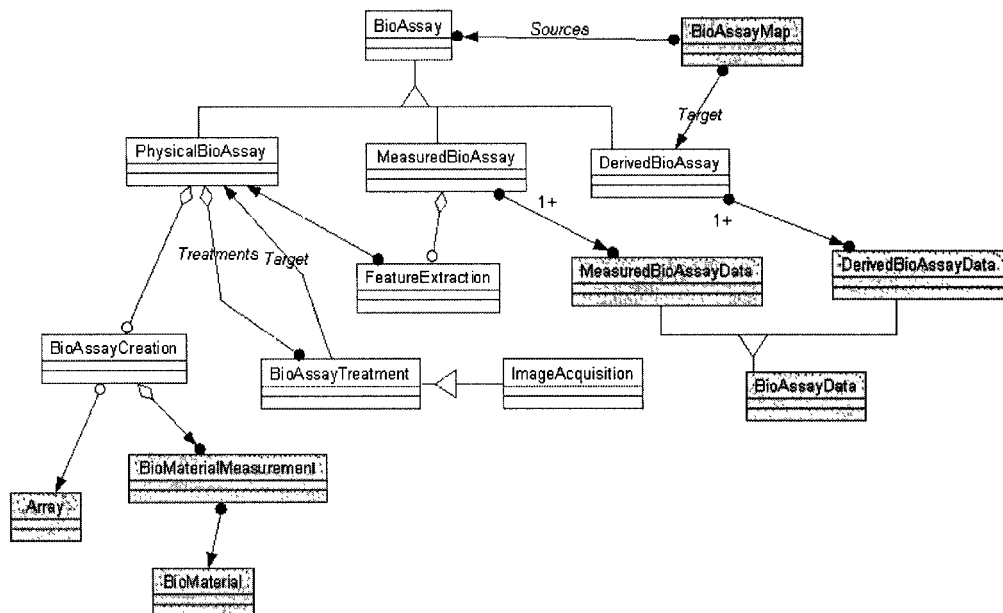 BioAssay
Sources
BioAssayMap
Target
PhysicalBioAssay
MeasuredBioAssay
DerivedBioAssay
1+
1+
Treatments
Target
FeatureExtraction
MeasuredBioAssayData
DerivedBioAssayData
BioAssayCreation
BioAssayTreatment
ImageAcquisition
BioAssayData
BioMaterialMeasurement
Array
BioMaterial